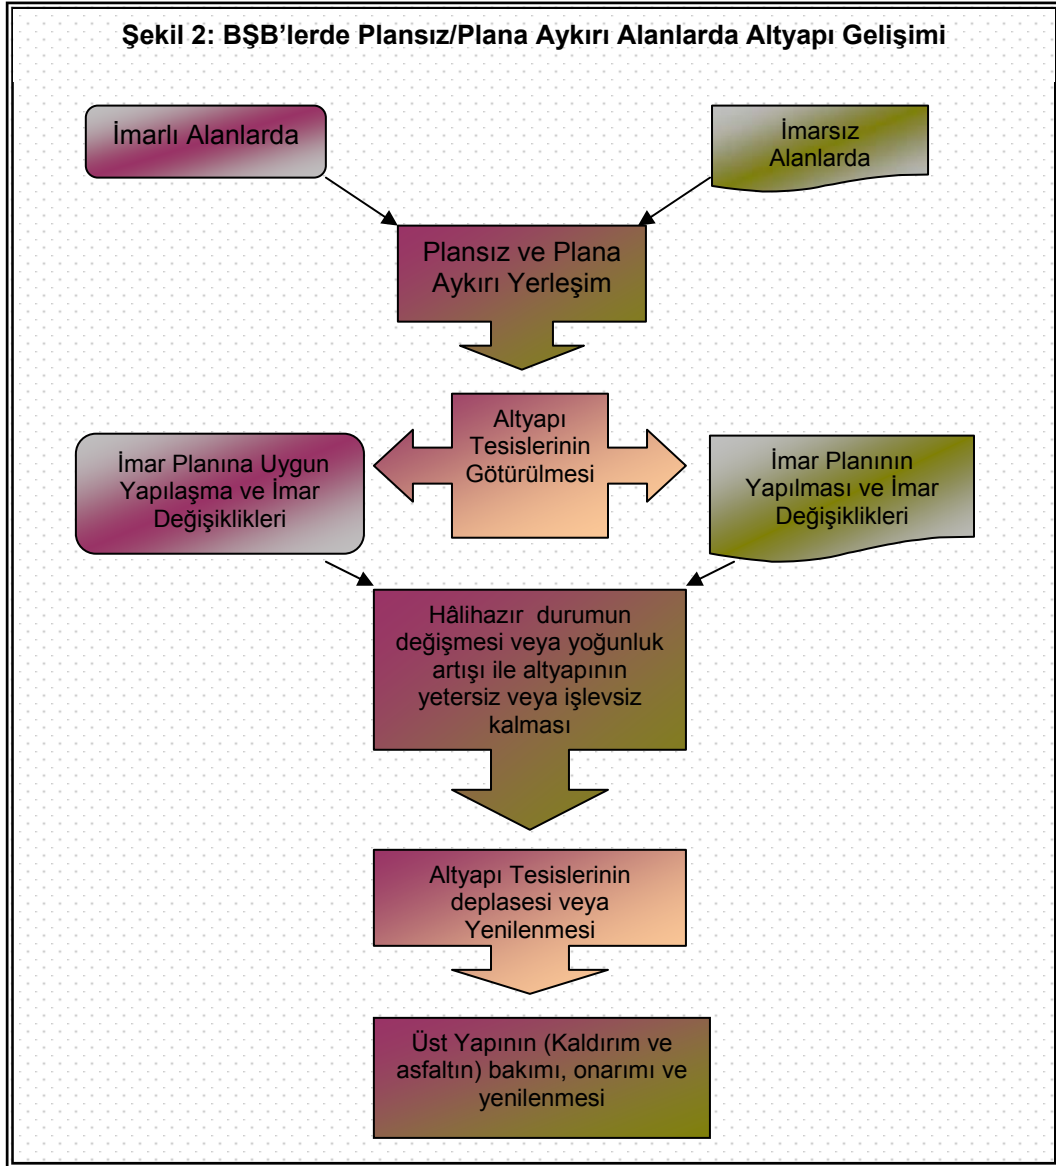 Şekil 2: BŞB’lerde Plansız/Plana Aykırı Alanlarda Altyapı Gelişimi
İmarlı Alanlarda
İmarsız
Alanlarda
Plansız ve Plana
Aykırı Yerleşim
Altyapı
Tesislerinin
Götürülmesi
İmar Planına Uygun
Yapılaşma ve İmar
Değişiklikleri
İmar Planının
Yapılması ve İmar
Değişiklikleri
Hâlihazır durumun
değişmesi veya yoğunluk
artışı ile altyapının
yetersiz veya işlevsiz
kalması
Altyapı Tesislerinin
deplasesi veya
Yenilenmesi
Üst Yapının (Kaldırım ve
asfaltın) bakımı, onarımı ve
yenilenmesi